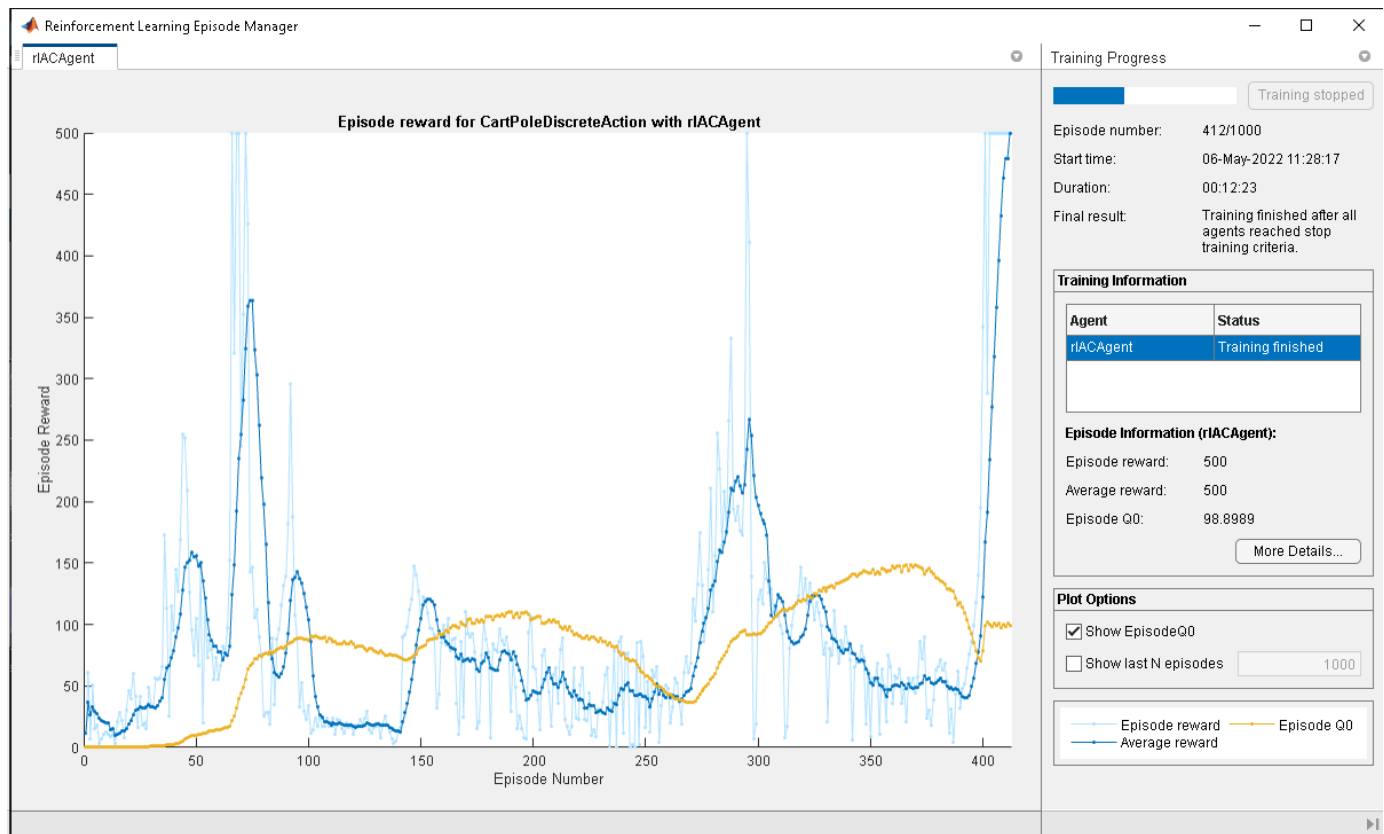 Reinforcement Learning Episode Manager
rlACAgent
Episode reward for CartPoleDiscreteAction with rlACAgent
500
450
400
350
300
250
200
150
100
50
0
Episode Reward
0 50 100 150 200 250 300 350 400
Episode Number
Training Progress
Training stopped
Episode number: 412/1000
Start time: 06-May-2022 11:28:17
Duration: 00:12:23
Final result: Training finished after all
agents reached stop
training criteria.
Training Information
Agent Status
rlACAgent Training finished
Episode Information (rlACAgent):
Episode reward: 500
Average reward: 500
Episode Q0: 98.8989
More Details...
Plot Options
Show EpisodeQ0
Show last N episodes 1000
Episode reward Episode Q0
Average reward